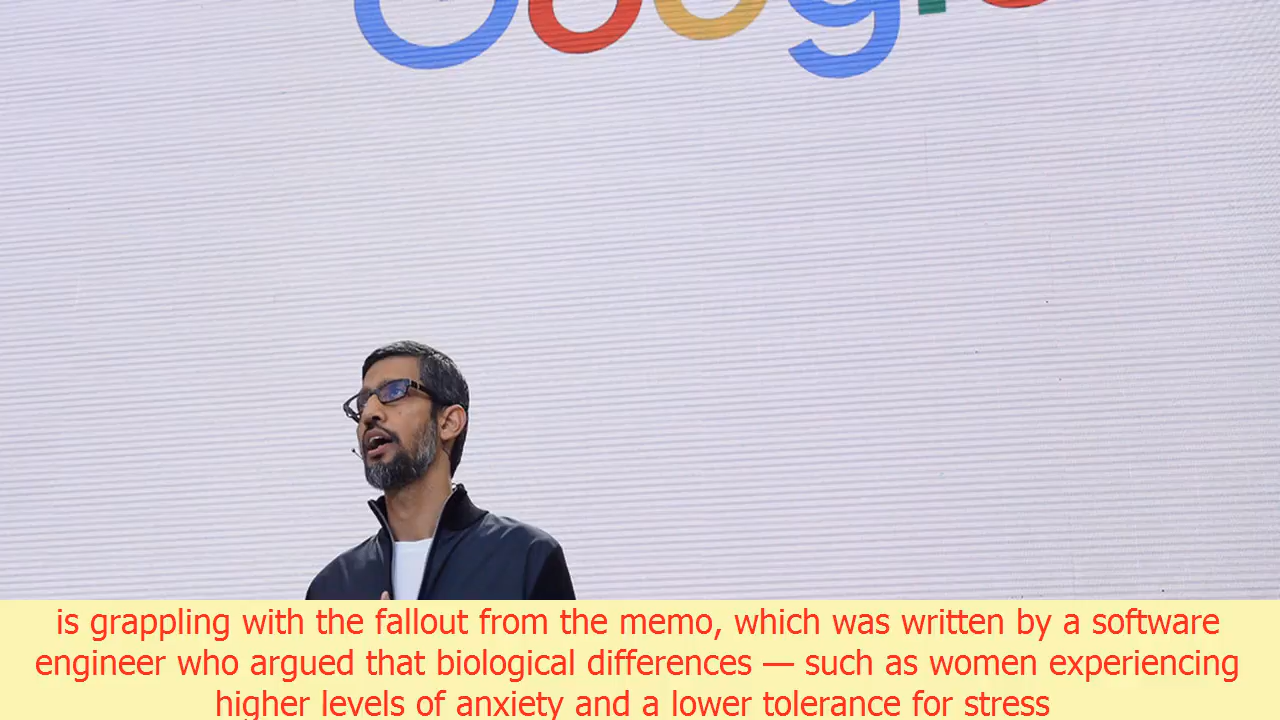 Google
is grappling with the fallout from the memo, which was written by a software
engineer who argued that biological differences — such as women experiencing
higher levels of anxiety and a lower tolerance for stress